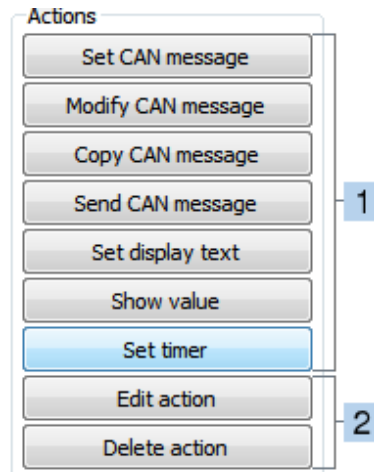 Actions
Set CAN message
Modify CAN message
Copy CAN message
Send CAN message
1
Set display text
Show value
Set timer
Edit action
2
Delete action